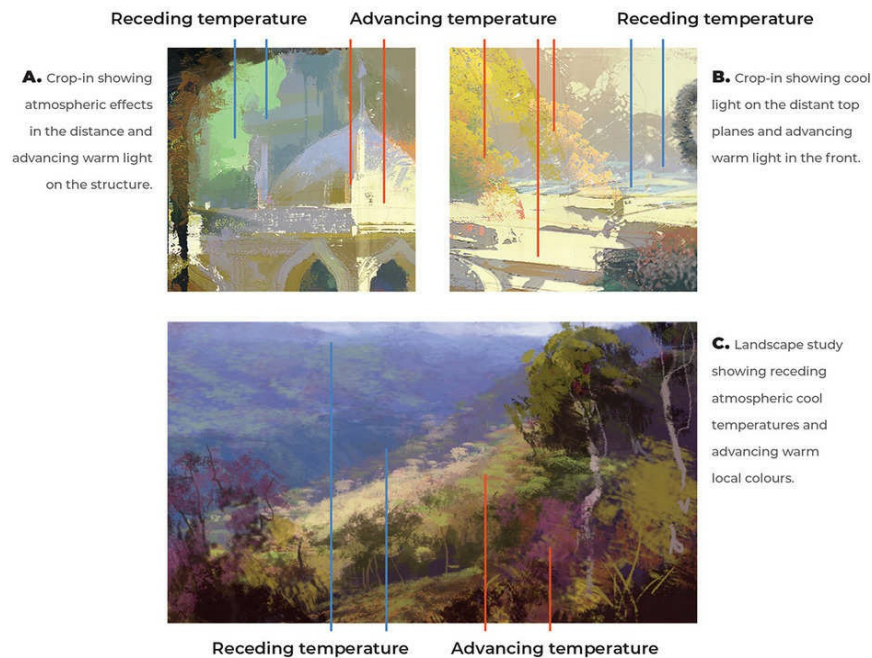 Receding temperature
Advancing temperature
Receding temperature
A. Crop-in showing
atmospheric effects
in the distance and
advancing warm light
on the structure.
B. Crop-in showing cool
light on the distant top
planes and advancing
warm light in the front.
C. Landscape study
showing receding
atmospheric cool
temperatures and
advancing warm
local colours.
Receding temperature
Advancing temperature